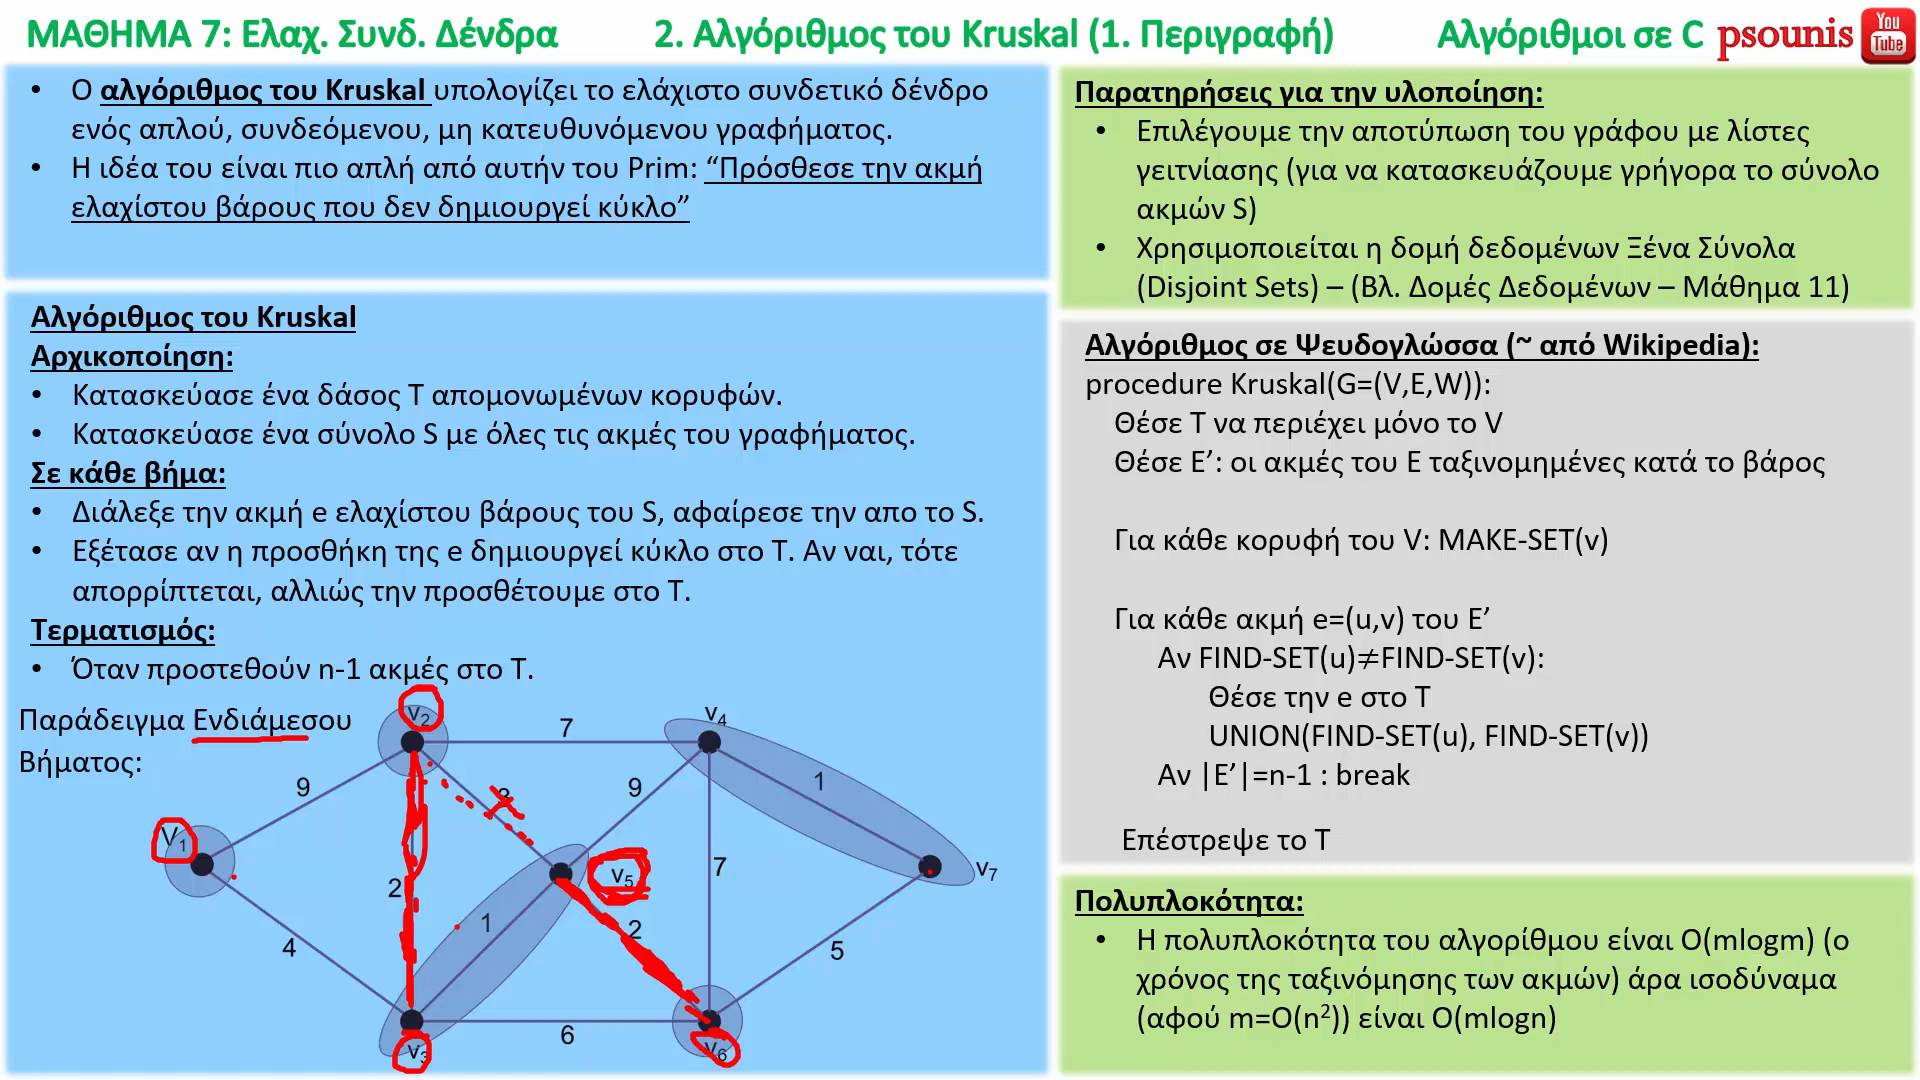 ΜΑΘΗΜΑ 7: Ελαχ. Συνδ. Δένδρα
2. Αλγόριθμος του Kruskal (1. Περιγραφή)
Αλγόριθμοι σε C
psounis
You
Tube
• Ο αλγόριθμος του Kruskal υπολογίζει το ελάχιστο συνδετικό δένδρο
ενός απλού, συνδεόμενου, μη κατευθυνόμενου γραφήματος.
• Η ιδέα του είναι πιο απλή από αυτήν του Prim: “Πρόσθεσε την ακμή
ελαχίστου βάρους που δεν δημιουργεί κύκλο”
Αλγόριθμος του Kruskal
Αρχικοποίηση:
• Κατασκεύασε ένα δάσος Τ απομονωμένων κορυφών.
• Κατασκεύασε ένα σύνολο S με όλες τις ακμές του γραφήματος.
Σε κάθε βήμα:
• Διάλεξε την ακμή e ελαχίστου βάρους του S, αφαίρεσε την απο το S.
• Εξέτασε αν η προσθήκη της e δημιουργεί κύκλο στο Τ. Αν ναι, τότε
απορρίπτεται, αλλιώς την προσθέτουμε στο Τ.
Τερματισμός:
• Όταν προστεθούν n-1 ακμές στο Τ.
Παράδειγμα Ενδιάμεσου
Βήματος:
v2
7
v4
9
9
1
V1
v5
2
7
v7
1
2
4
5
6
v3
v6
Παρατηρήσεις για την υλοποίηση:
• Επιλέγουμε την αποτύπωση του γράφου με λίστες
γειτνίασης (για να κατασκευάζουμε γρήγορα το σύνολο
ακμών S)
• Χρησιμοποιείται η δομή δεδομένων Ξένα Σύνολα
(Disjoint Sets) – (Βλ. Δομές Δεδομένων – Μάθημα 11)
Αλγόριθμος σε Ψευδογλώσσα (~ από Wikipedia):
procedure Kruskal(G=(V,E,W)):
Θέσε Τ να περιέχει μόνο το V
Θέσε Ε’: οι ακμές του Ε ταξινομημένες κατά το βάρος
Για κάθε κορυφή του V: MAKE-SET(v)
Για κάθε ακμή e=(u,v) του E’
Αν FIND-SET(u)≠FIND-SET(v):
Θέσε την e στο T
UNION(FIND-SET(u), FIND-SET(v))
Αν |E’|=n-1 : break
Επέστρεψε το T
Πολυπλοκότητα:
• Η πολυπλοκότητα του αλγορίθμου είναι O(mlogm) (ο
χρόνος της ταξινόμησης των ακμών) άρα ισοδύναμα
(αφού m=O(n²)) είναι O(mlogn)